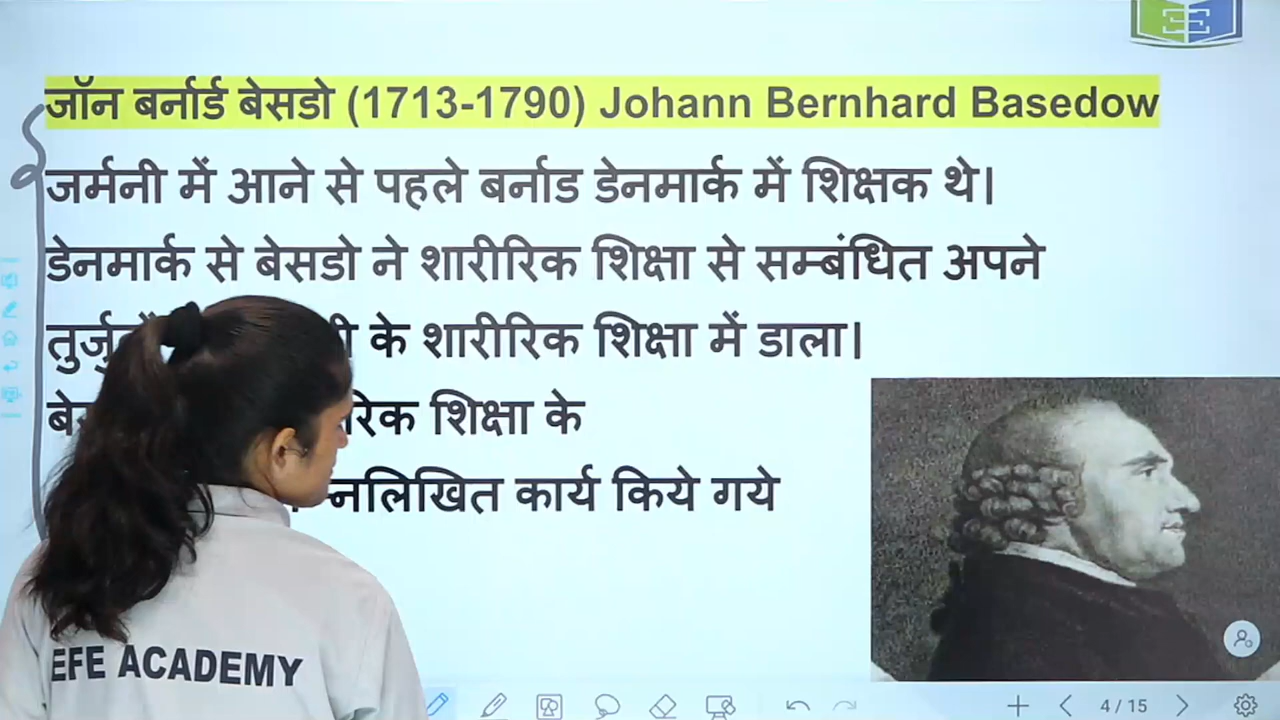 जॉन बर्नार्ड बेसडो (1713-1790) Johann Bernhard Basedow
जर्मनी में आने से पहले बर्नाड डेनमार्क में शिक्षक थे।
डेनमार्क से बेसडो ने शारीरिक शिक्षा से सम्बंधित अपने
के शारीरिक शिक्षा में डाला।
शिक्षा के
कार्य किये गये
EFE ACADEMY
4 / 15